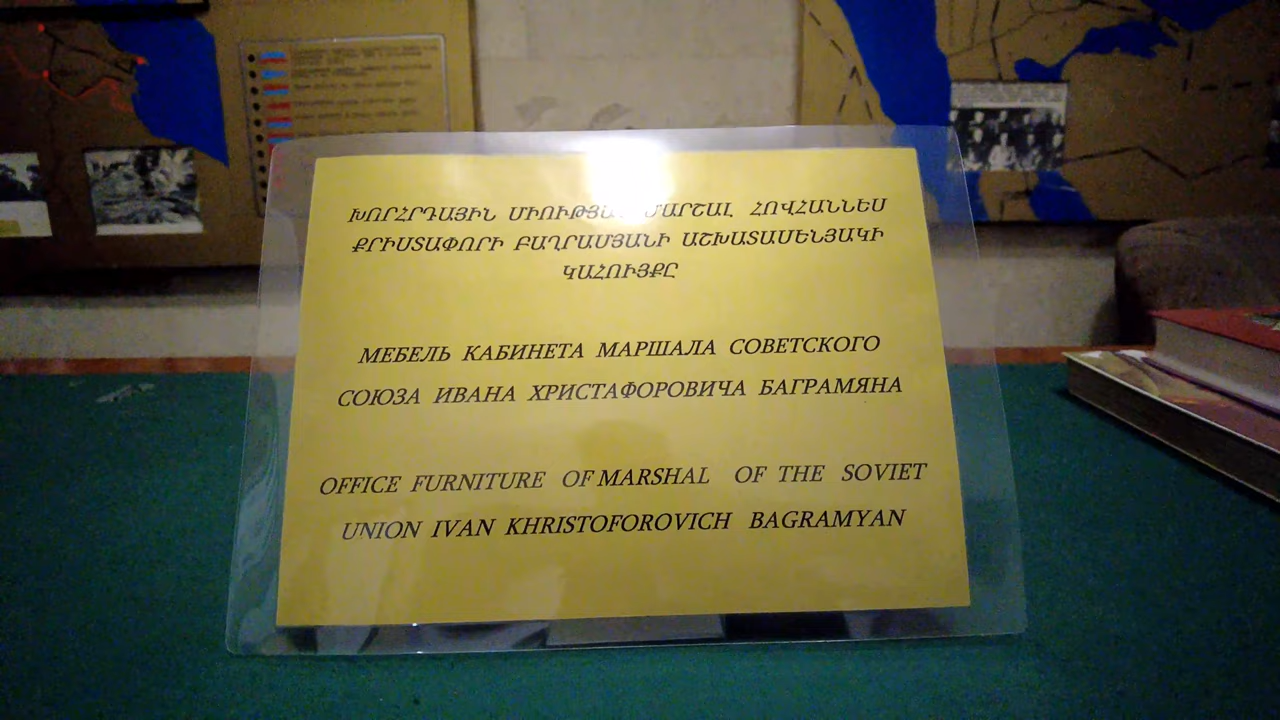 ԽՈՐՀՐԴԱՅԻՆ ՄԻՈՒԹՅԱՆ ՄԱՐՇԱԼ ՀՈՎՀԱՆՆԵՍ
ՔՐԻՍՏԱՓՈՐԻ ԲԱՂՐԱՄՅԱՆԻ ԱՇԽԱՏԱՍԵՆՅԱԿԻ
ԿԱՀՈՒՅՔԸ
МЕБЕЛЬ КАБИНЕТА МАРШАЛА СОВЕТСКОГО
СОЮЗА ИВАНА ХРИСТАФОРОВИЧА БАГРАМЯНА
OFFICE FURNITURE OF MARSHAL OF THE SOVIET
UNION IVAN KHRISTOFOROVICH BAGRAMYAN